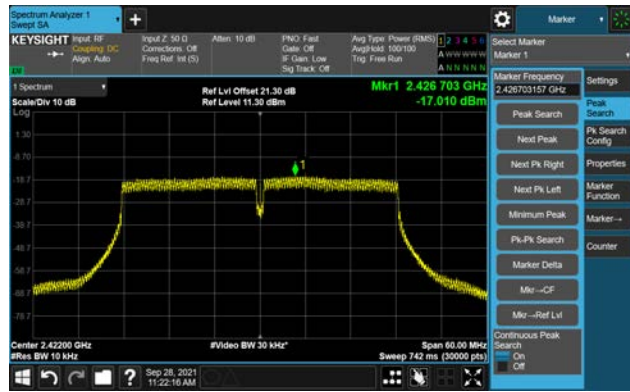 Spectrum Analyzer 1
Swept SA
Marker
KEYSIGHT
Input: RF
Coupling: DC
Align: Auto
Input Z: 50 Ω
Corrections: Off
Freq Ref: Int (S)
Atten: 10 dB
PNO: Fast
Gate: Off
IF Gain: Low
Sig Track: Off
Avg Type: Power (RMS)
Avg|Hold: 100/100
Trig: Free Run
1 2 3 4 5 6
A W W W W W
A N N N N N
Select Marker
Marker 1
1 Spectrum
Scale/Div 10 dB
Log
Ref Lvl Offset 21.30 dB
Ref Level 11.30 dBm
Mkr1 2.426 703 GHz
-17.010 dBm
1.30
-8.70
-18.7
-28.7
-38.7
-48.7
-58.7
-68.7
-78.7
1
Center 2.42200 GHz
#Res BW 10 kHz
#Video BW 30 kHz*
Span 60.00 MHz
Sweep 742 ms (30000 pts)
Marker Frequency
2.426703157 GHz
Peak Search
Next Peak
Next Pk Right
Next Pk Left
Minimum Peak
Pk-Pk Search
Marker Delta
Mkr→CF
Mkr→Ref Lvl
Continuous Peak
Search
On
Off
Settings
Peak
Search
Pk Search
Config
Properties
Marker
Function
Marker→
Counter
Sep 28, 2021
11:22:16 AM